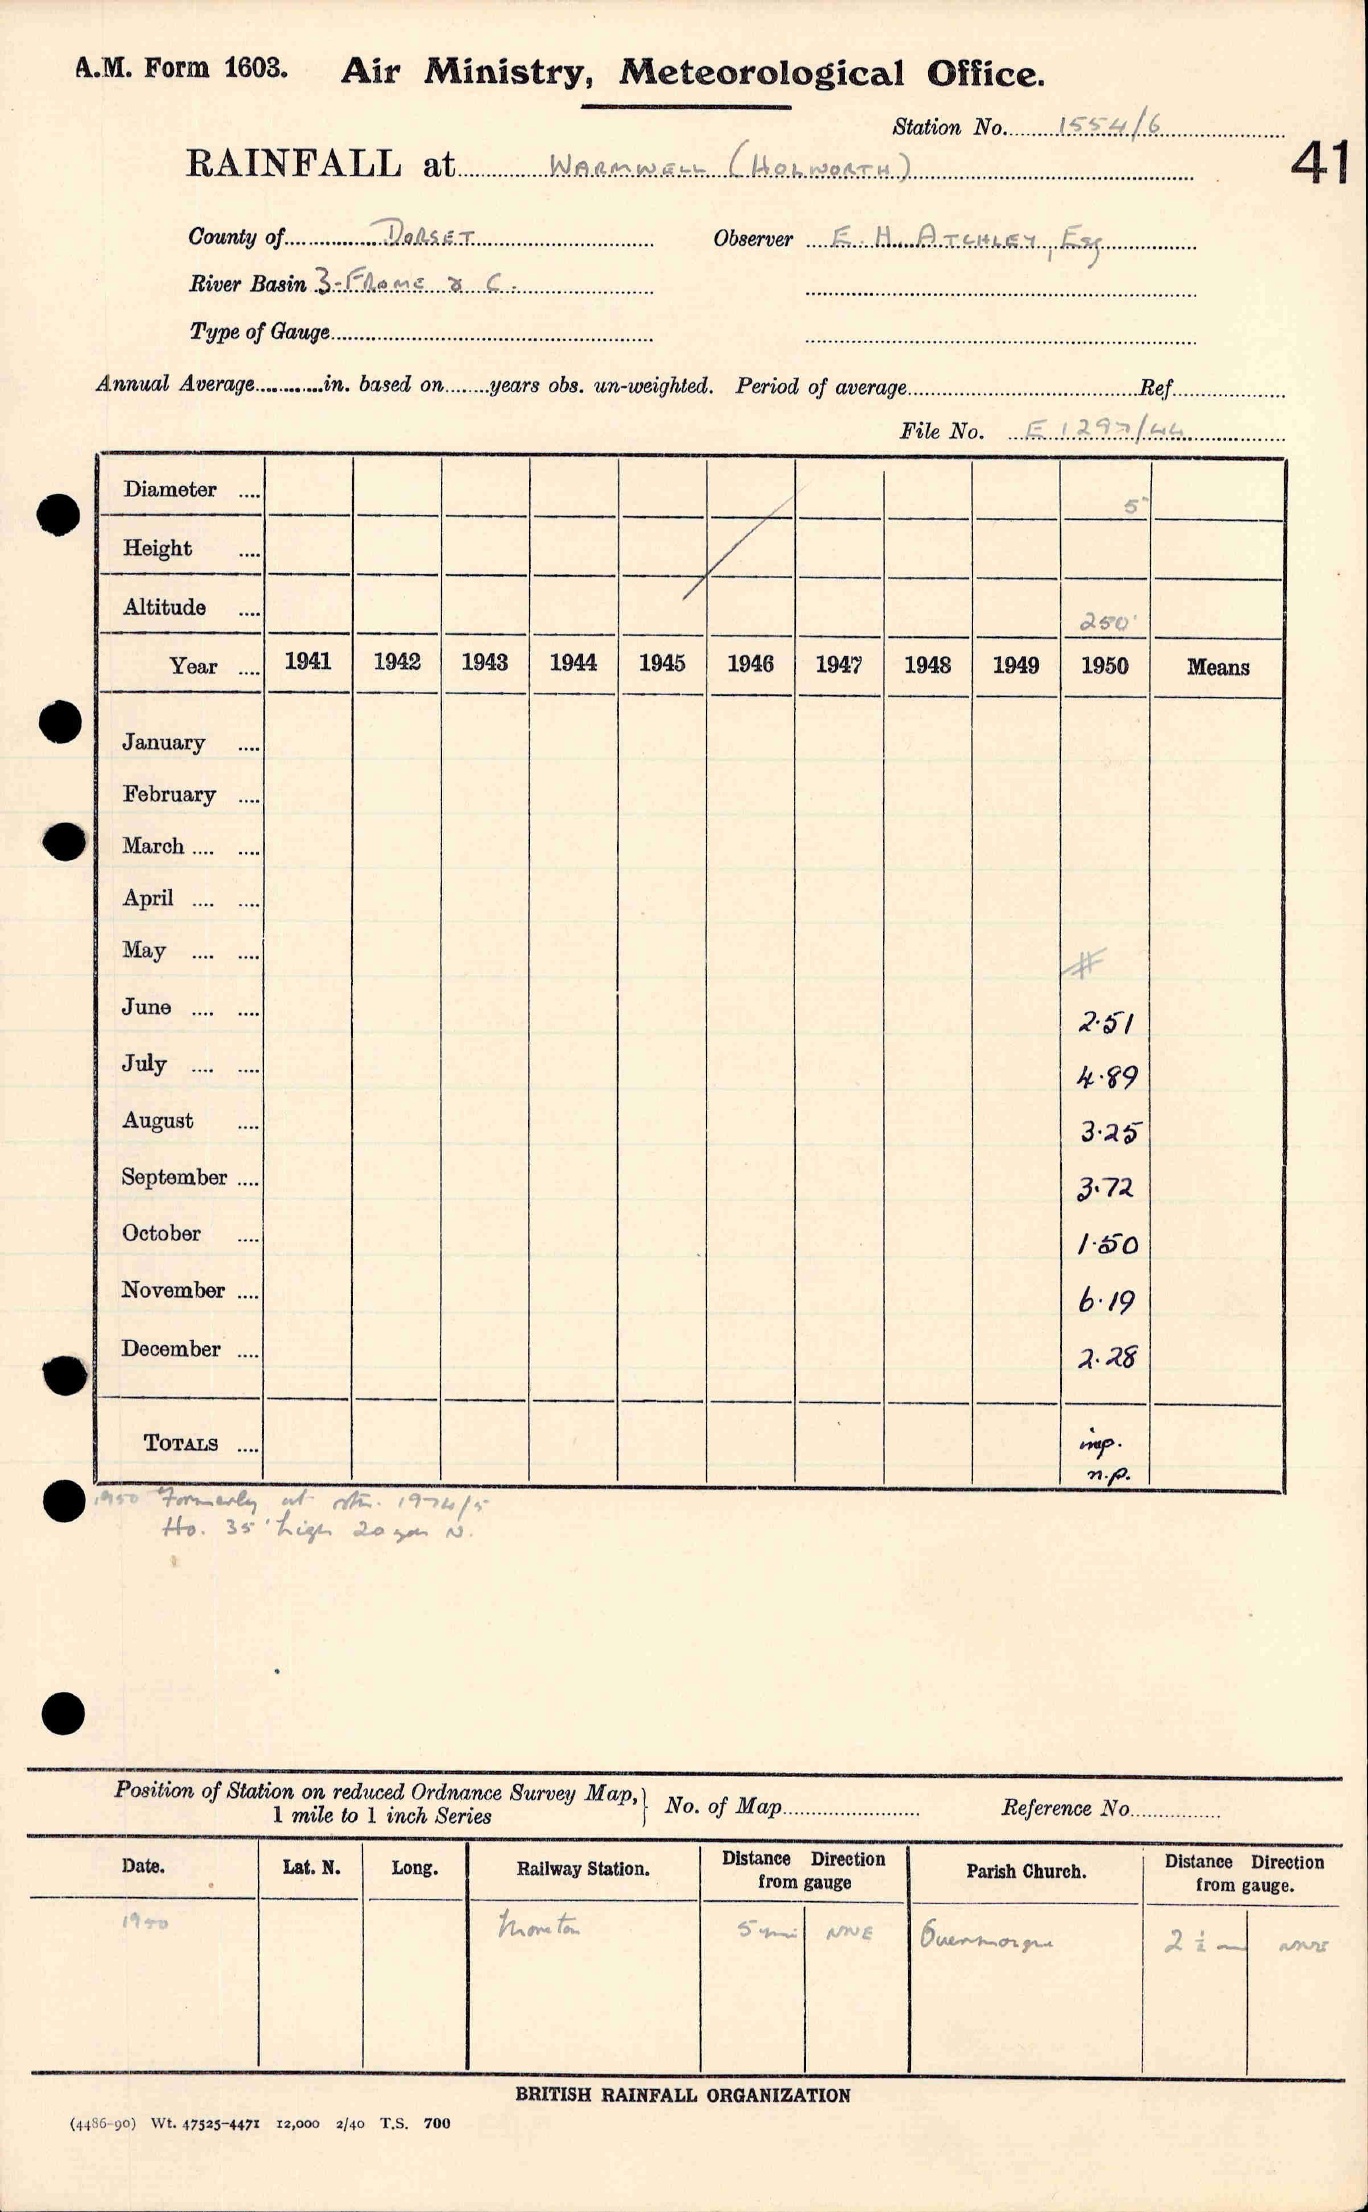 A.M. Form 1603. Air Ministry, Meteorological Office.
Station No. 1554/6
RAINFALL at WARMWELL (HOLWORTH) 41
County of DORSET Observer E. H. ATCHLEY, Esq
River Basin 3-FROME & C.
Type of Gauge
Annual Average in. based on years obs. un-weighted. Period of average Ref.
File No. E 1297/44
Diameter .... 5"
Height ....
Altitude .... 250'
Year .... 1941 1942 1943 1944 1945 1946 1947 1948 1949 1950 Means
January ....
February ....
March .... ....
April .... ....
May .... ....
June .... .... 2.51
July .... .... 4.89
August .... 3.25
September .... 3.72
October .... 1.50
November .... 6.19
December .... 2.28
TOTALS .... inp.
n.p.
1950 Formerly at stn. 1974/5
Ho. 35' high 20 yds N.
Position of Station on reduced Ordnance Survey Map, } No. of Map Reference No.
1 mile to 1 inch Series
Date. Lat. N. Long. Railway Station. Distance Direction from gauge Parish Church. Distance Direction from gauge.
1950 Moreton 5 mi NNE 2 ½ m
BRITISH RAINFALL ORGANIZATION
(4486-90) Wt. 47525-4471 12,000 2/40 T.S. 700